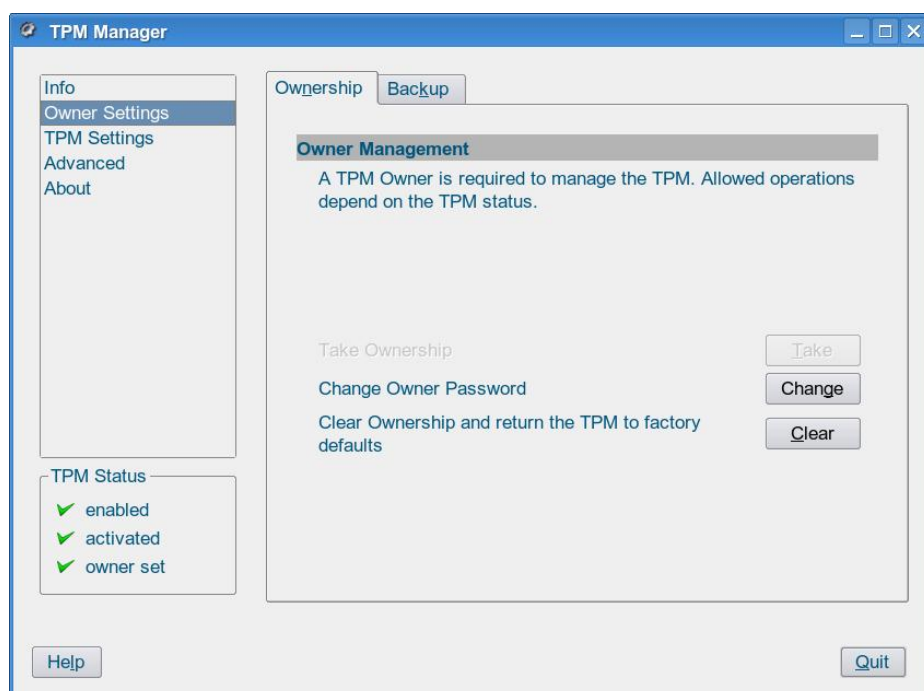 TPM Manager
Info
Owner Settings
TPM Settings
Advanced
About
TPM Status
enabled
activated
owner set
Ownership
Backup
Owner Management
A TPM Owner is required to manage the TPM. Allowed operations
depend on the TPM status.
Take Ownership
Take
Change Owner Password
Change
Clear Ownership and return the TPM to factory
defaults
Clear
Help
Quit